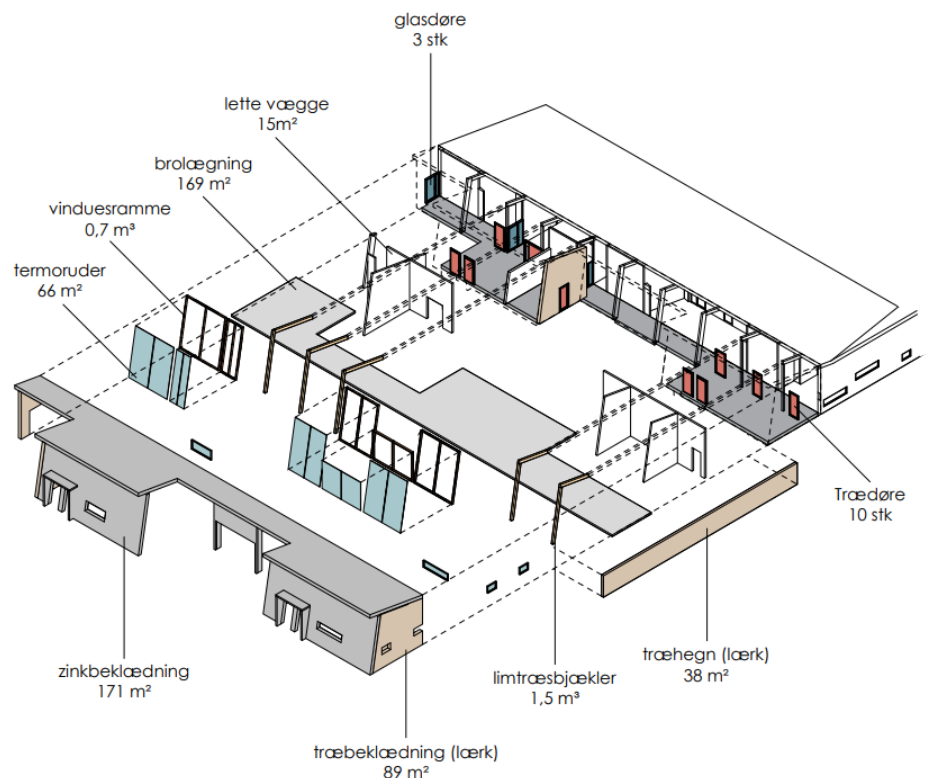 glasdøre
3 stk
lette vægge
15m²
brolægning
169 m²
vinduesramme
0,7 m³
termoruder
66 m²
Trædøre
10 stk
træhegn (lærk)
38 m²
limtræsbjækler
1,5 m³
zinkbeklædning
171 m²
træbeklædning (lærk)
89 m²